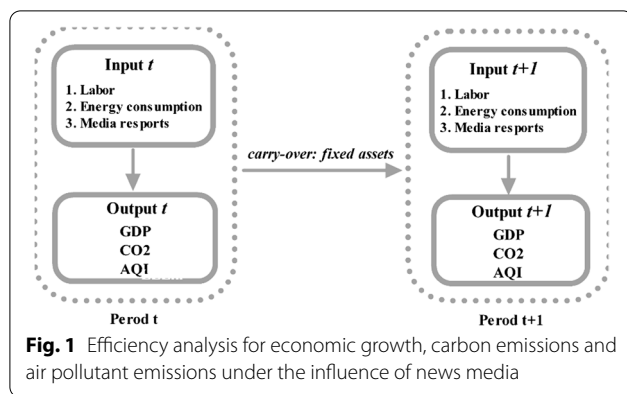 Input t
1. Labor
2. Energy consumption
3. Media resports
Output t
GDP
CO2
AQI
Perod t
carry-over: fixed assets
Input t+1
1. Labor
2. Energy consumption
3. Media resports
Output t+1
GDP
CO2
AQI
Perod t+1
Fig. 1 Efficiency analysis for economic growth, carbon emissions and
air pollutant emissions under the influence of news media